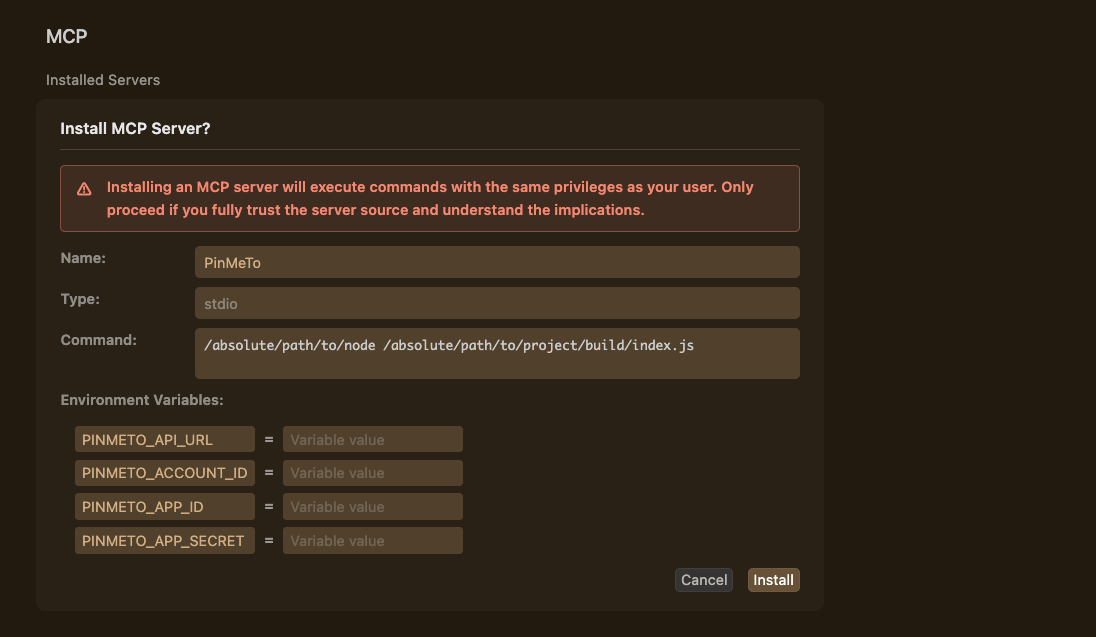 MCP
Installed Servers
Install MCP Server?
Installing an MCP server will execute commands with the same privileges as your user. Only
proceed if you fully trust the server source and understand the implications.
Name:
PinMeTo
Type:
stdio
Command:
/absolute/path/to/node /absolute/path/to/project/build/index.js
Environment Variables:
PINMETO_API_URL = Variable value
PINMETO_ACCOUNT_ID = Variable value
PINMETO_APP_ID = Variable value
PINMETO_APP_SECRET = Variable value
Cancel Install